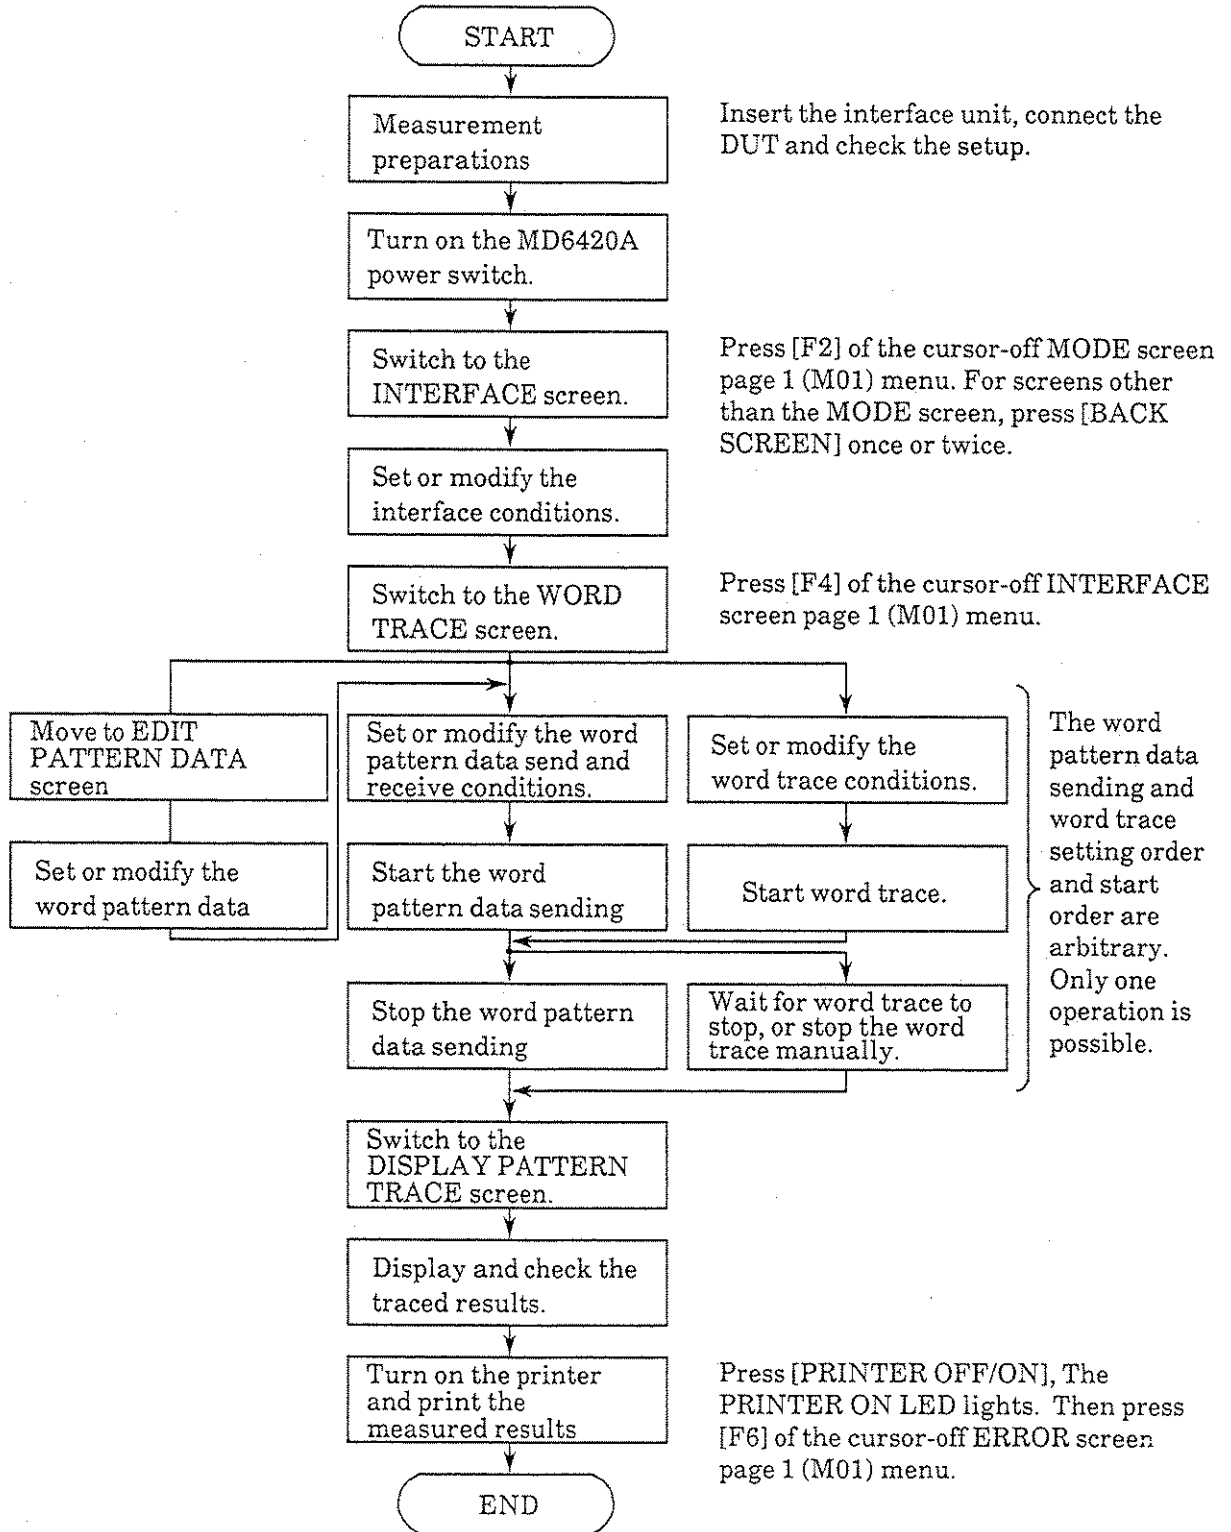 START
Measurement
preparations
Insert the interface unit, connect the
DUT and check the setup.
Turn on the MD6420A
power switch.
Switch to the
INTERFACE screen.
Press [F2] of the cursor-off MODE screen
page 1 (M01) menu. For screens other
than the MODE screen, press [BACK
SCREEN] once or twice.
Set or modify the
interface conditions.
Switch to the WORD
TRACE screen.
Press [F4] of the cursor-off INTERFACE
screen page 1 (M01) menu.
Move to EDIT
PATTERN DATA
screen
Set or modify the
word pattern data
Set or modify the word
pattern data send and
receive conditions.
Start the word
pattern data sending
Set or modify the
word trace conditions.
Start word trace.
Stop the word pattern
data sending
Wait for word trace to
stop, or stop the word
trace manually.
The word
pattern data
sending and
word trace
setting order
and start
order are
arbitrary.
Only one
operation is
possible.
Switch to the
DISPLAY PATTERN
TRACE screen.
Display and check the
traced results.
Turn on the printer
and print the
measured results
Press [PRINTER OFF/ON], The
PRINTER ON LED lights. Then press
[F6] of the cursor-off ERROR screen
page 1 (M01) menu.
END